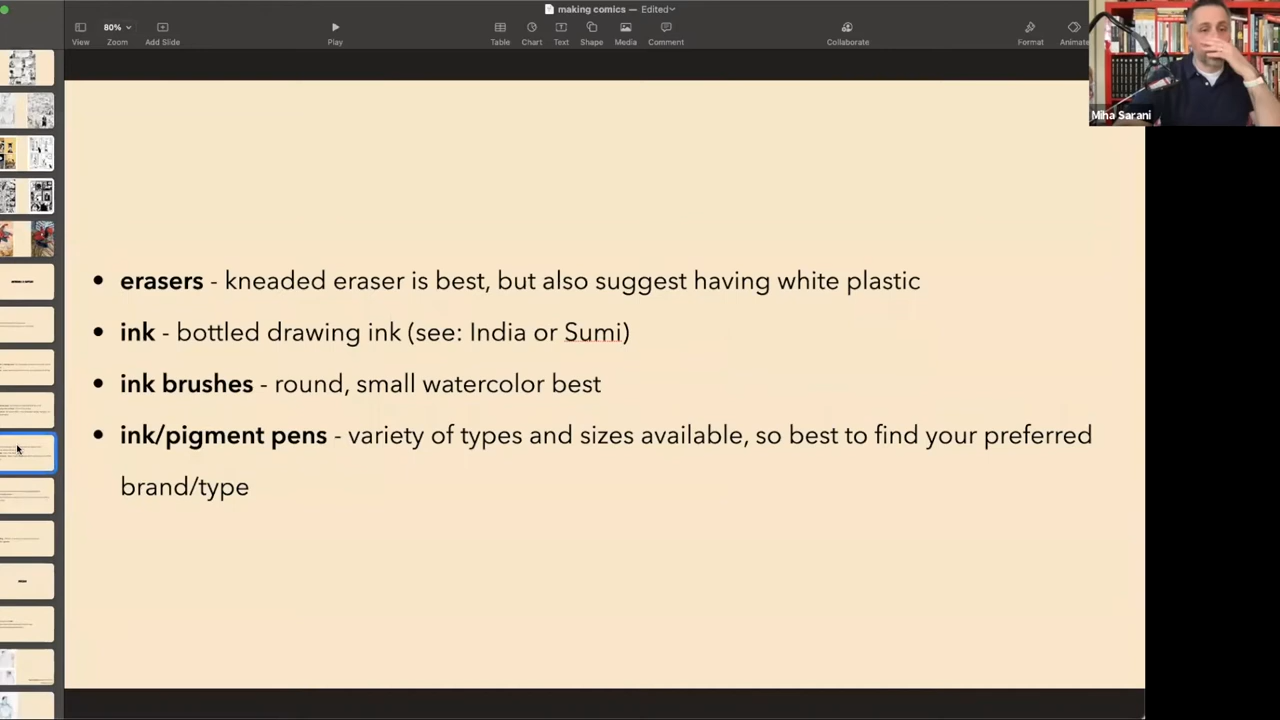 making comics — Edited
80%
View
Zoom
Add Slide
Play
Table
Chart
Text
Shape
Media
Comment
Collaborate
Format
Animate
Miha Sarani
• erasers - kneaded eraser is best, but also suggest having white plastic
• ink - bottled drawing ink (see: India or Sumi)
• ink brushes - round, small watercolor best
• ink/pigment pens - variety of types and sizes available, so best to find your preferred
brand/type